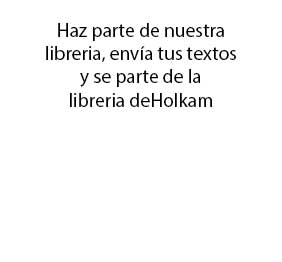 Haz parte de nuestra
libreria, envía tus textos
y se parte de la
libreria deHolkam